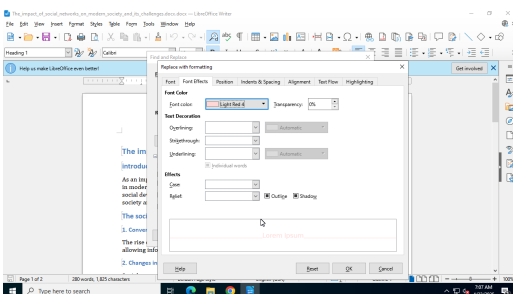 The_impact_of_social_networks_on_modern_society_and_its_challenges.docx — LibreOffice Writer
File Edit View Insert Format Styles Table Form Tools Window Help
Heading 1
Calibri
Find and Replace
Help us make LibreOffice even better!
Get involved
Replace with formatting
Font
Font Effects
Position
Indents & Spacing
Alignment
Text Flow
Highlighting
Font Color
Font color:
Light Red 4
Transparency:
0%
Text Decoration
Overlining:
Automatic
Strikethrough:
Underlining:
Automatic
Individual words
Effects
Case:
Relief:
Outline
Shadow
Lorem ipsum
Help
Reset
OK
Cancel
The im
introdu
As an im
in moder
social de
society a
The soci
1. Conver
The rise
allowing info
2. Changes in
Page 1 of 2
280 words, 1,825 characters
100%
Type here to search
7:07 AM